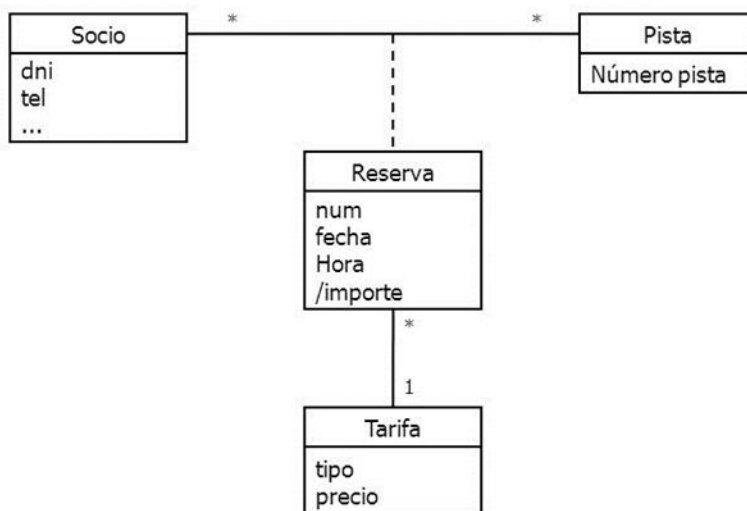 Socio
dni
tel
...
*
*
Pista
Número pista
Reserva
num
fecha
Hora
/importe
*
1
Tarifa
tipo
precio